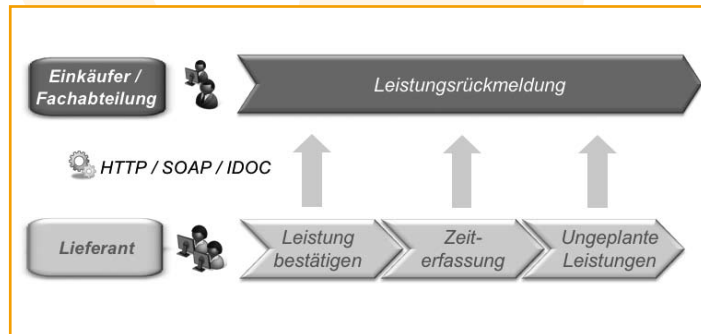 Einkäufer /
Fachabteilung
Leistungsrückmeldung
HTTP / SOAP / IDOC
Lieferant
Leistung
bestätigen
Zeit-
erfassung
Ungeplante
Leistungen